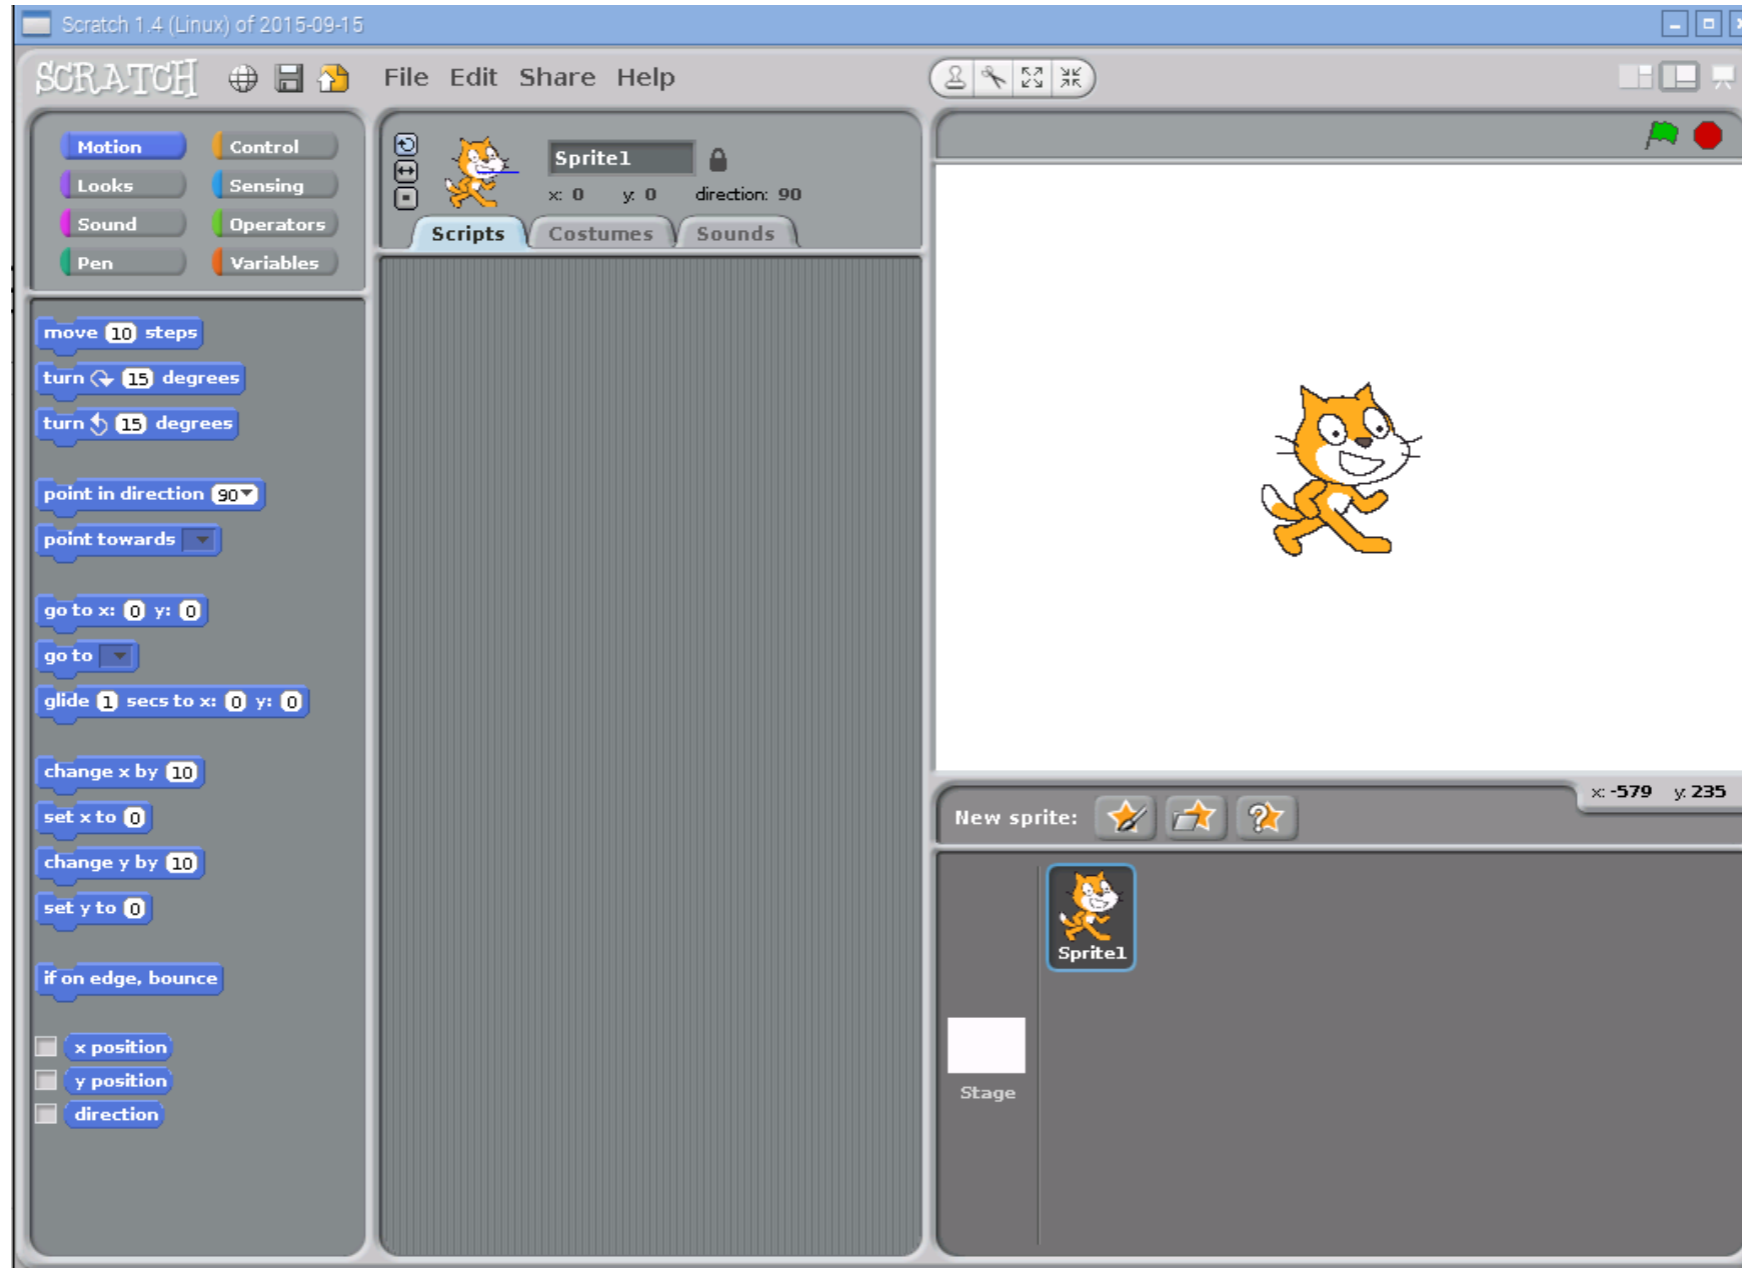 Scratch 1.4 (Linux) of 2015-09-15
SCRATCH File Edit Share Help
Motion Control
Looks Sensing
Sound Operators
Pen Variables
Sprite1
x: 0 y: 0 direction: 90
Scripts Costumes Sounds
move 10 steps
turn 15 degrees
turn 15 degrees
point in direction 90
point towards
go to x: 0 y: 0
go to
glide 1 secs to x: 0 y: 0
change x by 10
set x to 0
change y by 10
set y to 0
if on edge, bounce
x position
y position
direction
x: -579 y: 235
New sprite:
Sprite1
Stage